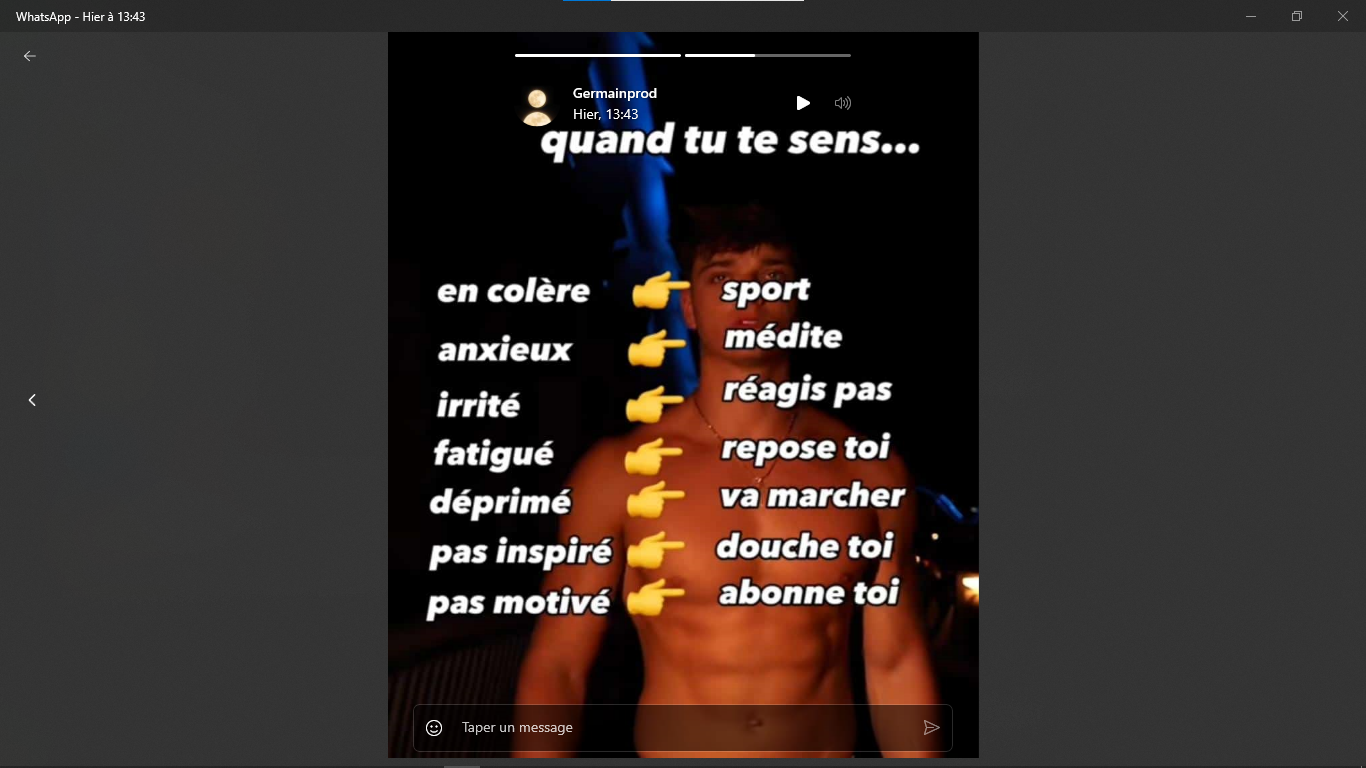 WhatsApp - Hier à 13:43
Germainprod
Hier, 13:43
quand tu te sens...
en colère 👉 sport
anxieux 👉 médite
irrité 👉 réagis pas
fatigué 👉 repose toi
déprimé 👉 va marcher
pas inspiré 👉 douche toi
pas motivé 👉 abonne toi
Taper un message